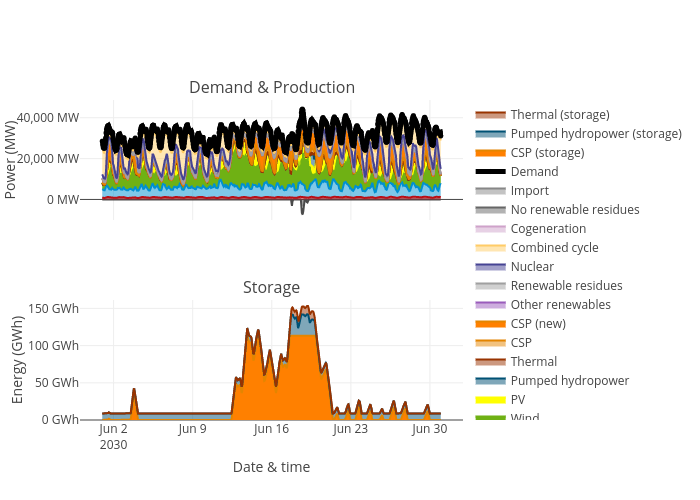 Demand & Production
40,000 MW
20,000 MW
0 MW
Power (MW)
Storage
150 GWh
100 GWh
50 GWh
0 GWh
Energy (GWh)
Jun 2
2030
Jun 9
Jun 16
Jun 23
Jun 30
Date & time
Thermal (storage)
Pumped hydropower (storage)
CSP (storage)
Demand
Import
No renewable residues
Cogeneration
Combined cycle
Nuclear
Renewable residues
Other renewables
CSP (new)
CSP
Thermal
Pumped hydropower
PV
Wind